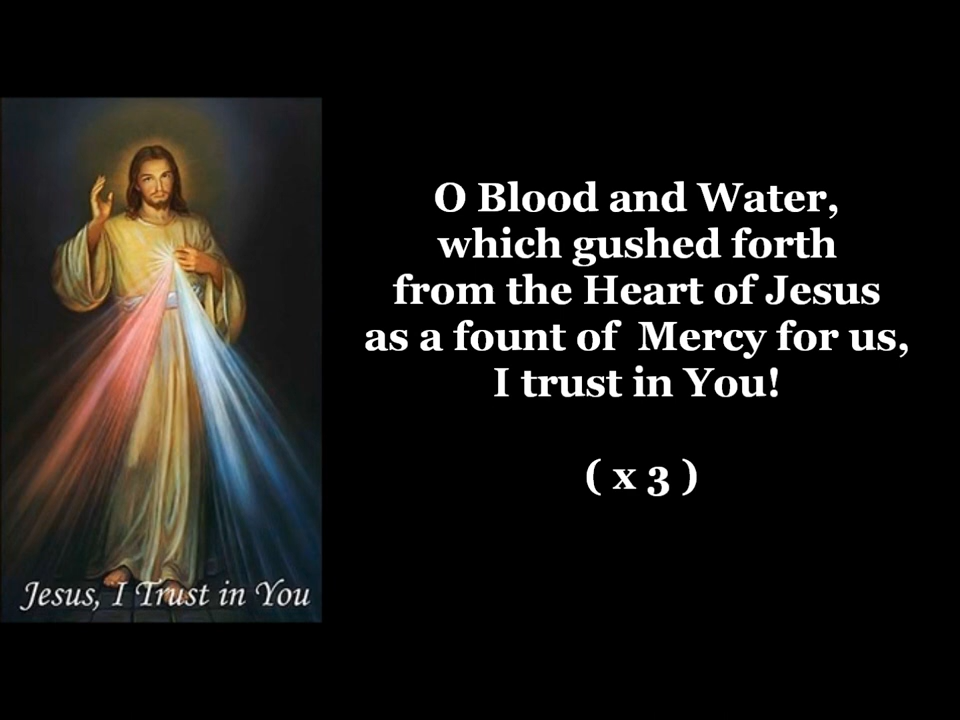 O Blood and Water,
which gushed forth
from the Heart of Jesus
as a fount of  Mercy for us,
I trust in You!
( x 3 )
Jesus, I Trust in You